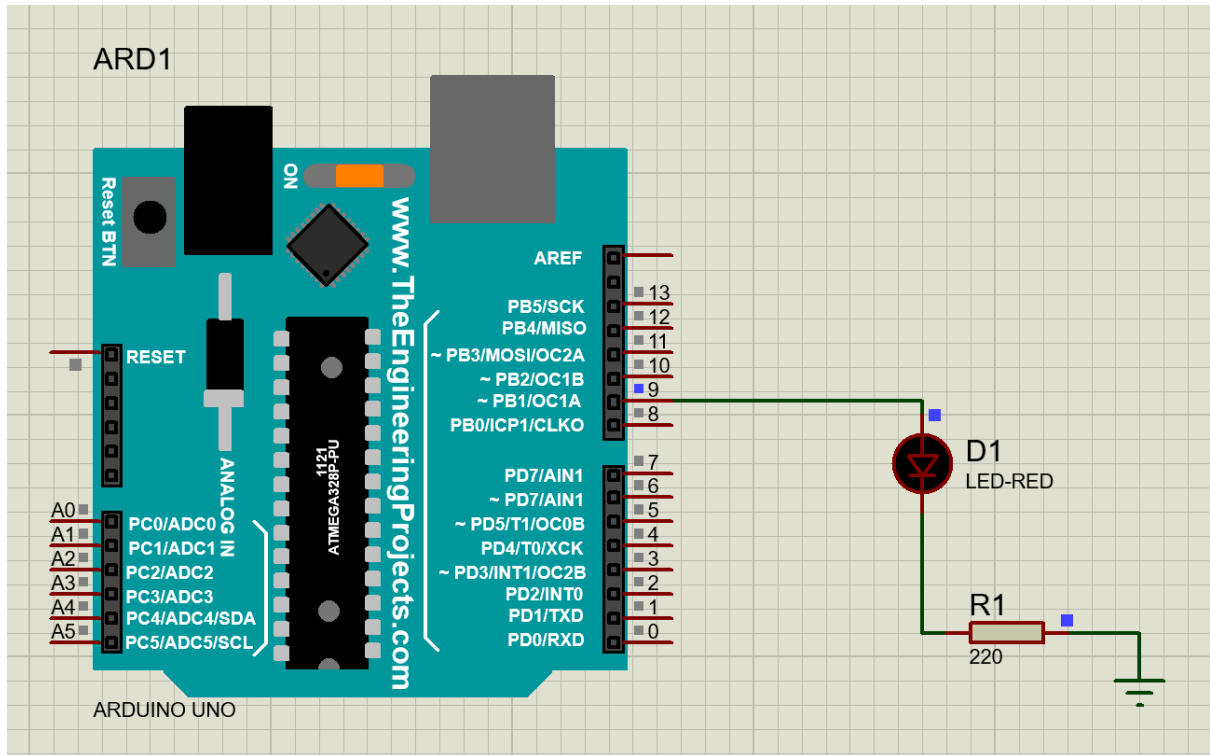 ARD1
Reset BTN
ON
www.TheEngineeringProjects.com
RESET
ANALOG IN
1121
ATMEGA328P-PU
AREF
PB5/SCK 13
PB4/MISO 12
~ PB3/MOSI/OC2A 11
~ PB2/OC1B 10
~ PB1/OC1A 9
PB0/ICP1/CLKO 8
PD7/AIN1 7
~ PD7/AIN1 6
~ PD5/T1/OC0B 5
PD4/T0/XCK 4
~ PD3/INT1/OC2B 3
PD2/INT0 2
PD1/TXD 1
PD0/RXD 0
A0 PC0/ADC0
A1 PC1/ADC1
A2 PC2/ADC2
A3 PC3/ADC3
A4 PC4/ADC4/SDA
A5 PC5/ADC5/SCL
ARDUINO UNO
D1
LED-RED
R1
220